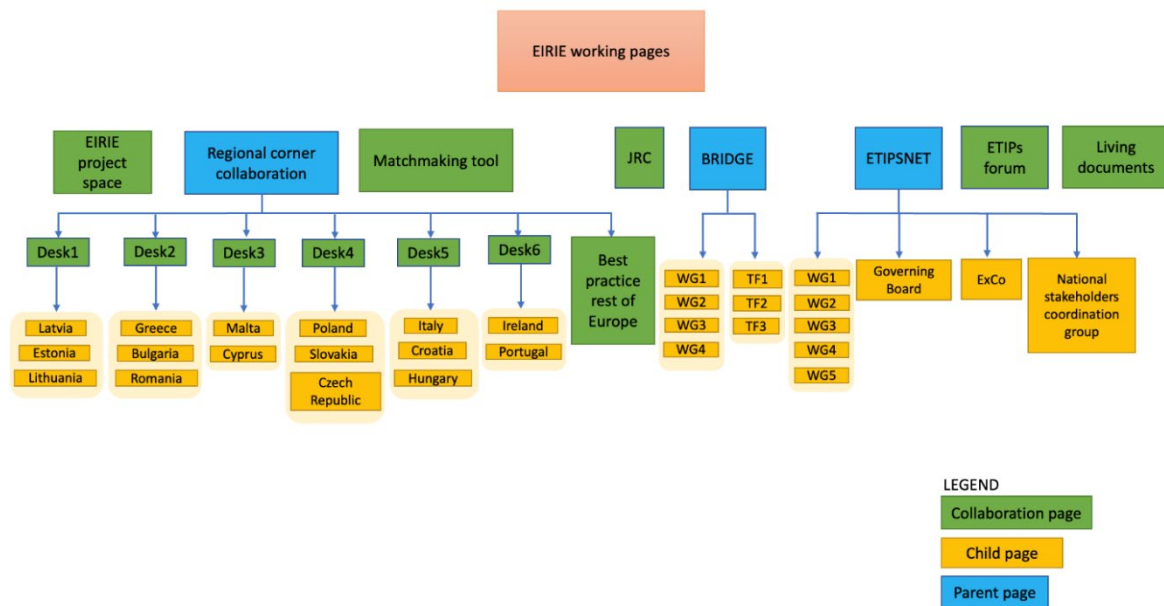 EIRIE working pages
EIRIE
project
space
Regional corner
collaboration
Matchmaking tool
JRC
BRIDGE
ETIPSNET
ETIPs
forum
Living
documents
Desk1
Desk2
Desk3
Desk4
Desk5
Desk6
Best
practice
rest of
Europe
Latvia
Estonia
Lithuania
Greece
Bulgaria
Romania
Malta
Cyprus
Poland
Slovakia
Czech
Republic
Italy
Croatia
Hungary
Ireland
Portugal
WG1
WG2
WG3
WG4
TF1
TF2
TF3
WG1
WG2
WG3
WG4
WG5
Governing
Board
ExCo
National
stakeholders
coordination
group
LEGEND
Collaboration page
Child page
Parent page